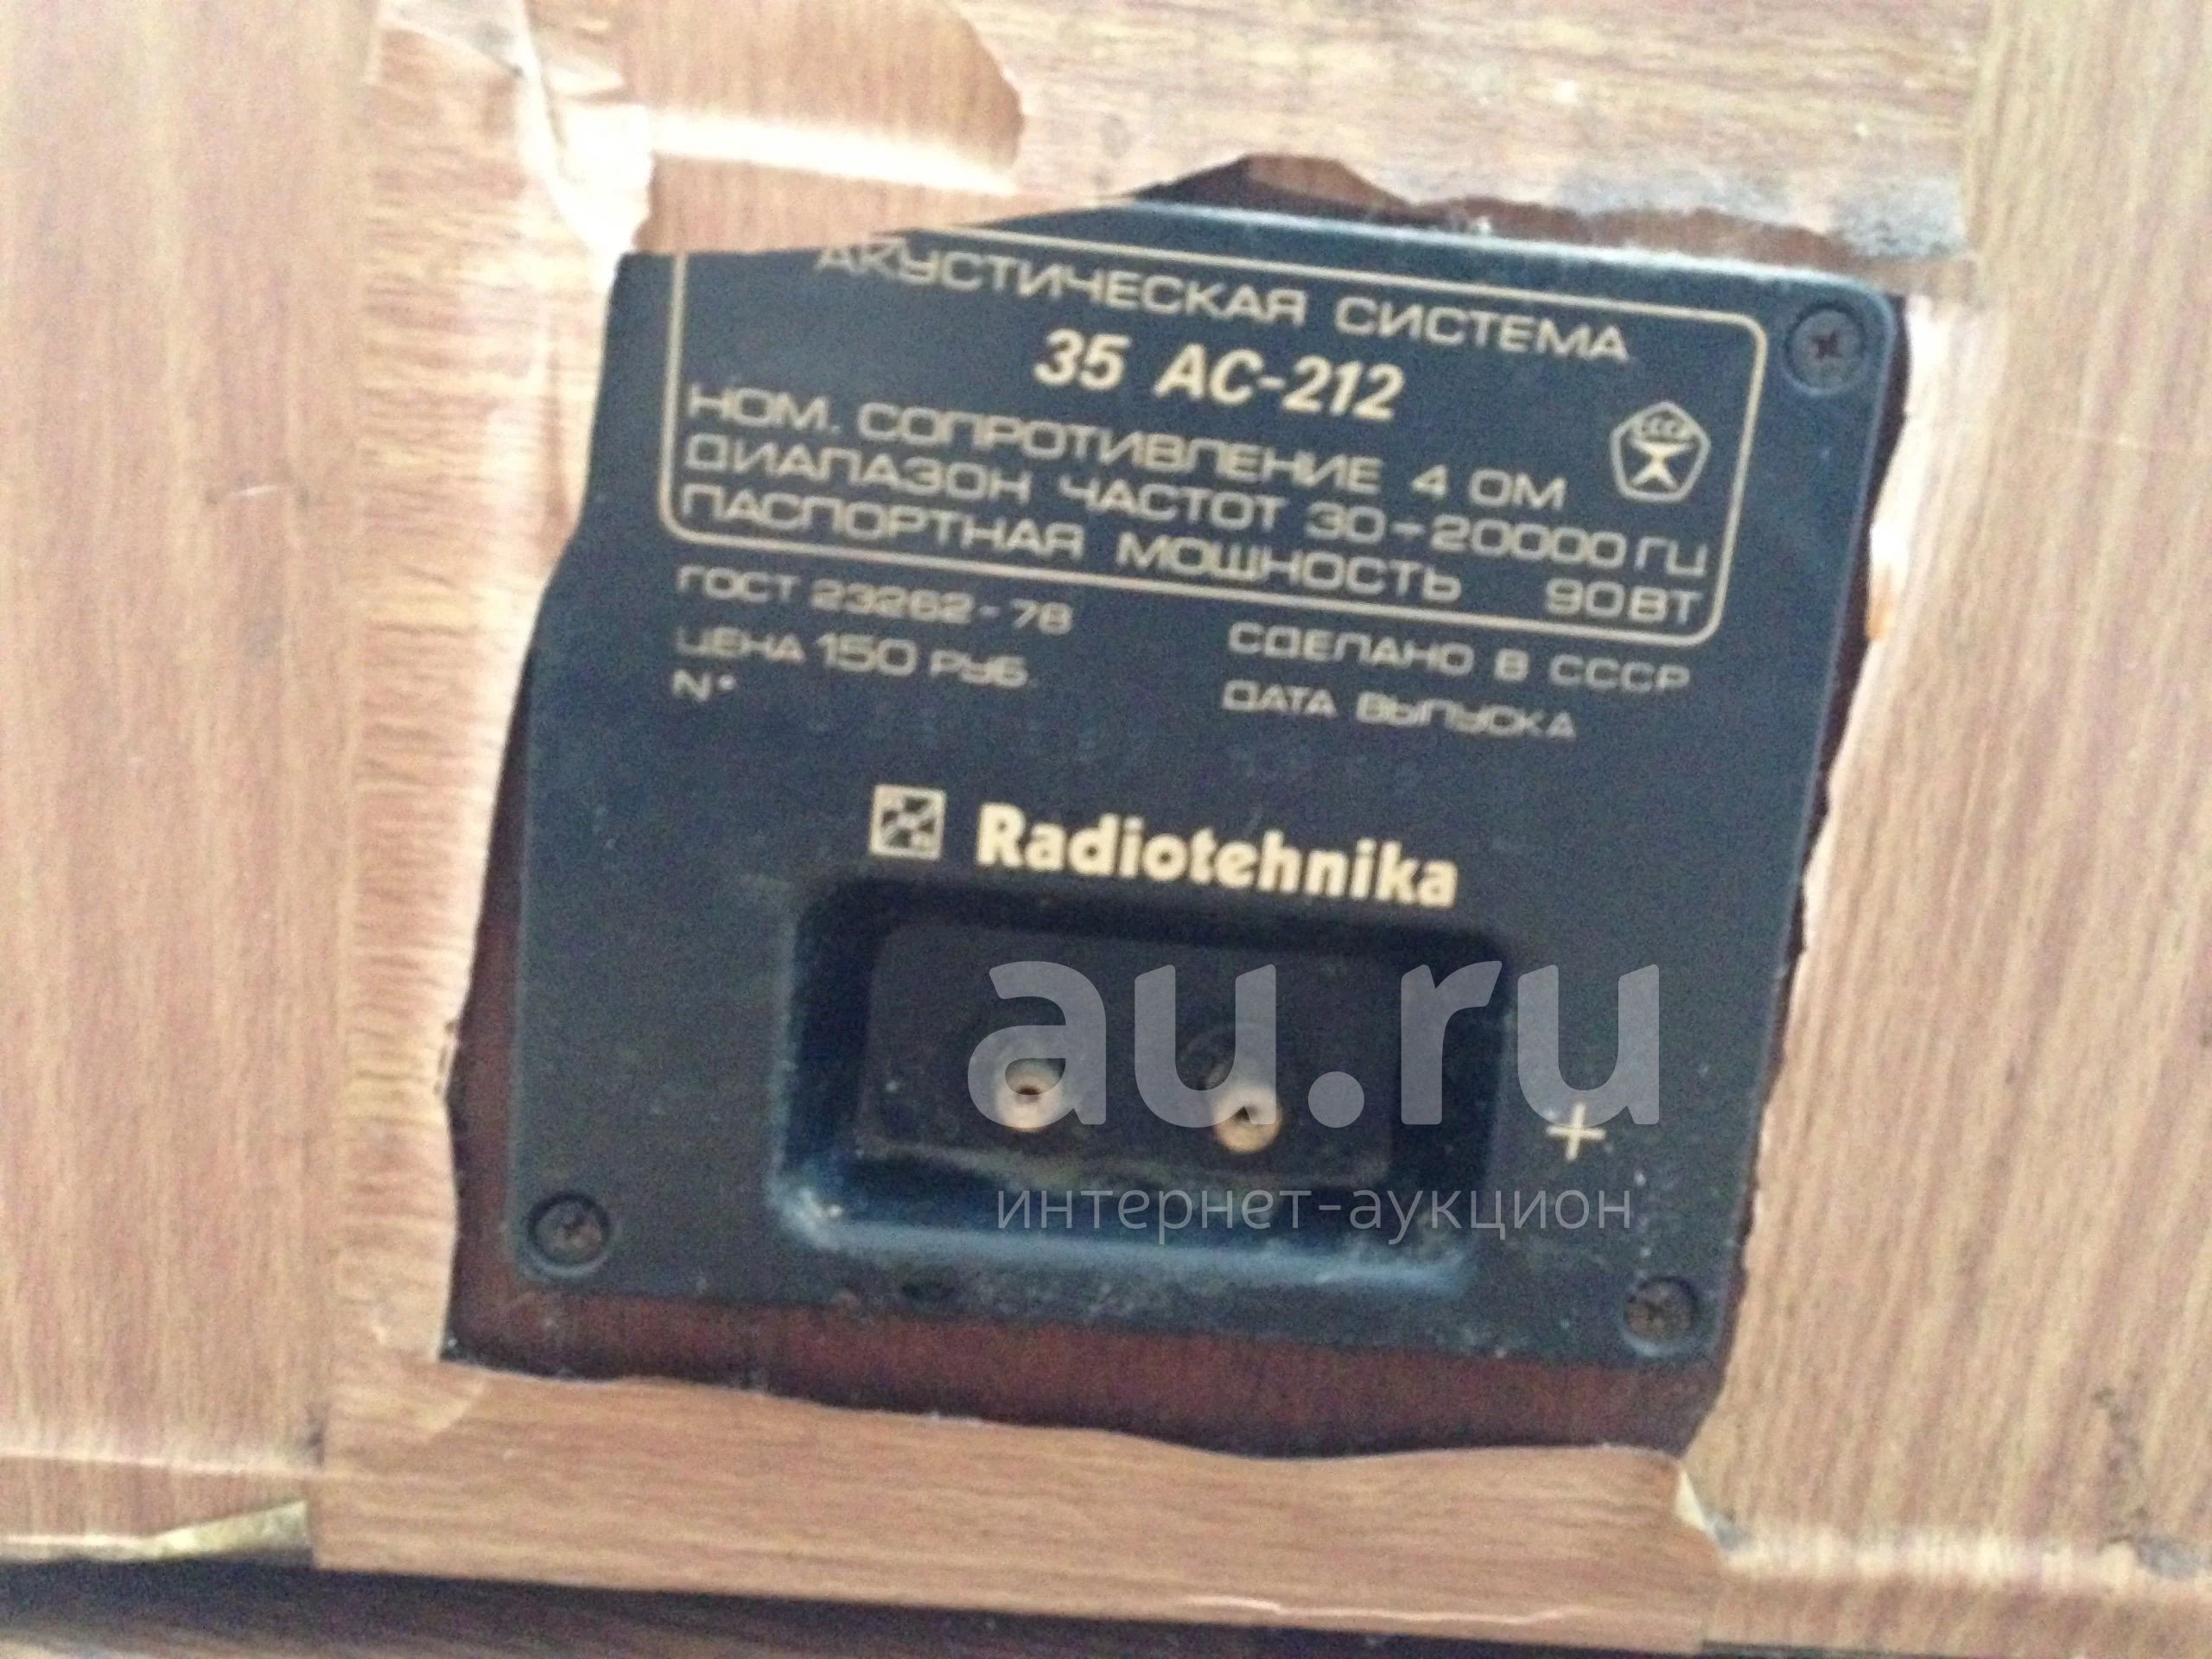 АКУСТИЧЕСКАЯ СИСТЕМА
35 АС-212
НОМ. СОПРОТИВЛЕНИЕ 4 ОМ
СССР
ДИАПАЗОН ЧАСТОТ 30÷20000 ГЦ
ПАСПОРТНАЯ МОЩНОСТЬ 90 ВТ
ГОСТ 23262-78
СДЕЛАНО В СССР
ЦЕНА 150 РУБ.
ДАТА ВЫПУСКА
N°
Radiotehnika
+
au.ru
интернет-аукцион